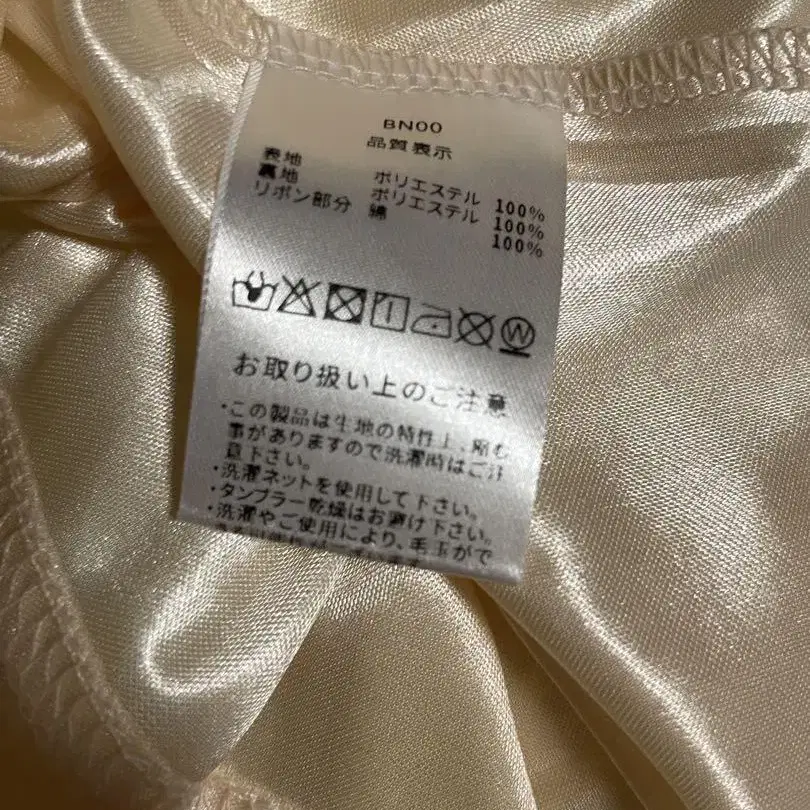 BN00
品質表示
表地 ポリエステル 100%
裏地 ポリエステル 100%
リボン部分 綿 100%
お取り扱い上のご注意
・この製品は生地の特性上、縮む
事がありますので洗濯時はご注
意下さい。
・洗濯ネットを使用して下さい。
・タンブラー乾燥はお避け下さい。
・洗濯やご使用により、毛玉がで